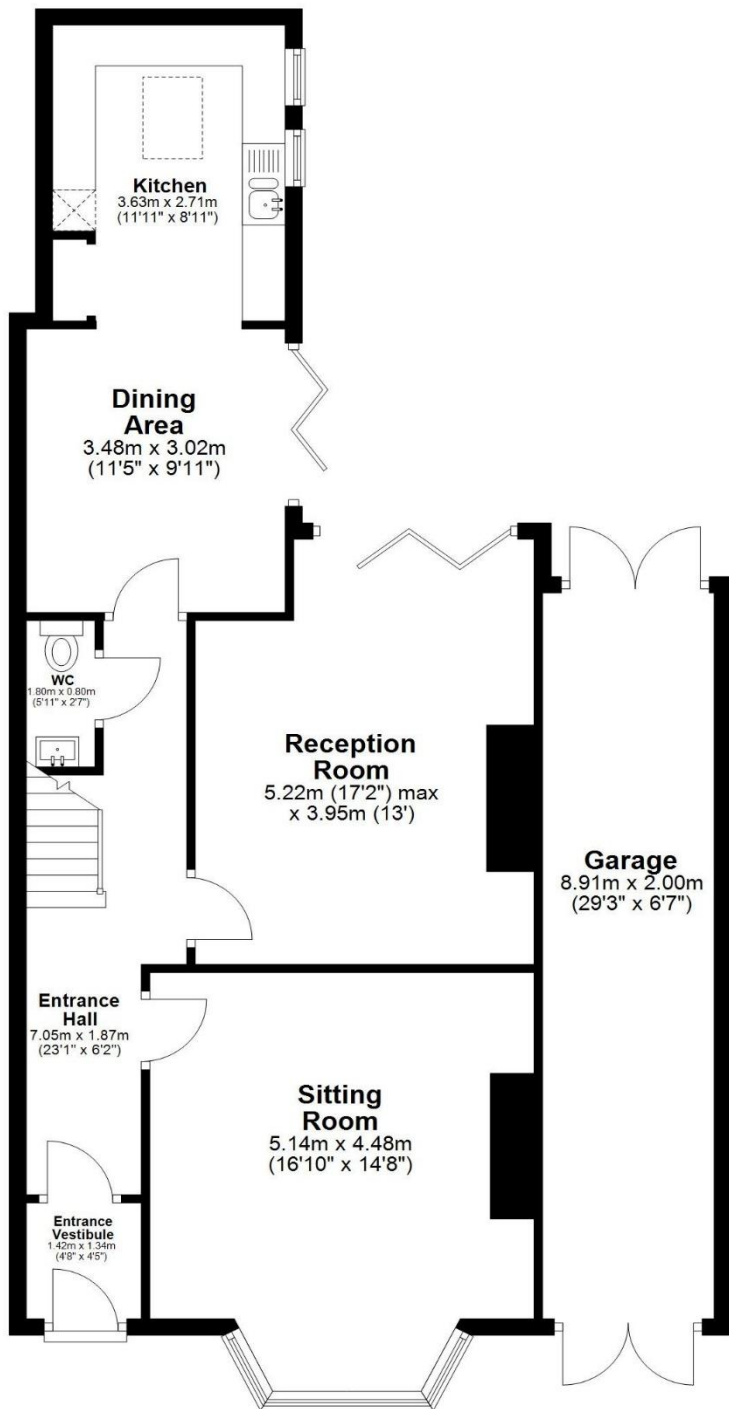 Kitchen
3.63m x 2.71m
(11'11" x 8'11")
Dining
Area
3.48m x 3.02m
(11'5" x 9'11")
WC
1.80m x 0.80m
(5'11" x 2'7")
Reception
Room
5.22m (17'2") max
x 3.95m (13')
Garage
8.91m x 2.00m
(29'3" x 6'7")
Entrance
Hall
7.05m x 1.87m
(23'1" x 6'2")
Sitting
Room
5.14m x 4.48m
(16'10" x 14'8")
Entrance
Vestibule
1.42m x 1.34m
(4'8" x 4'5")